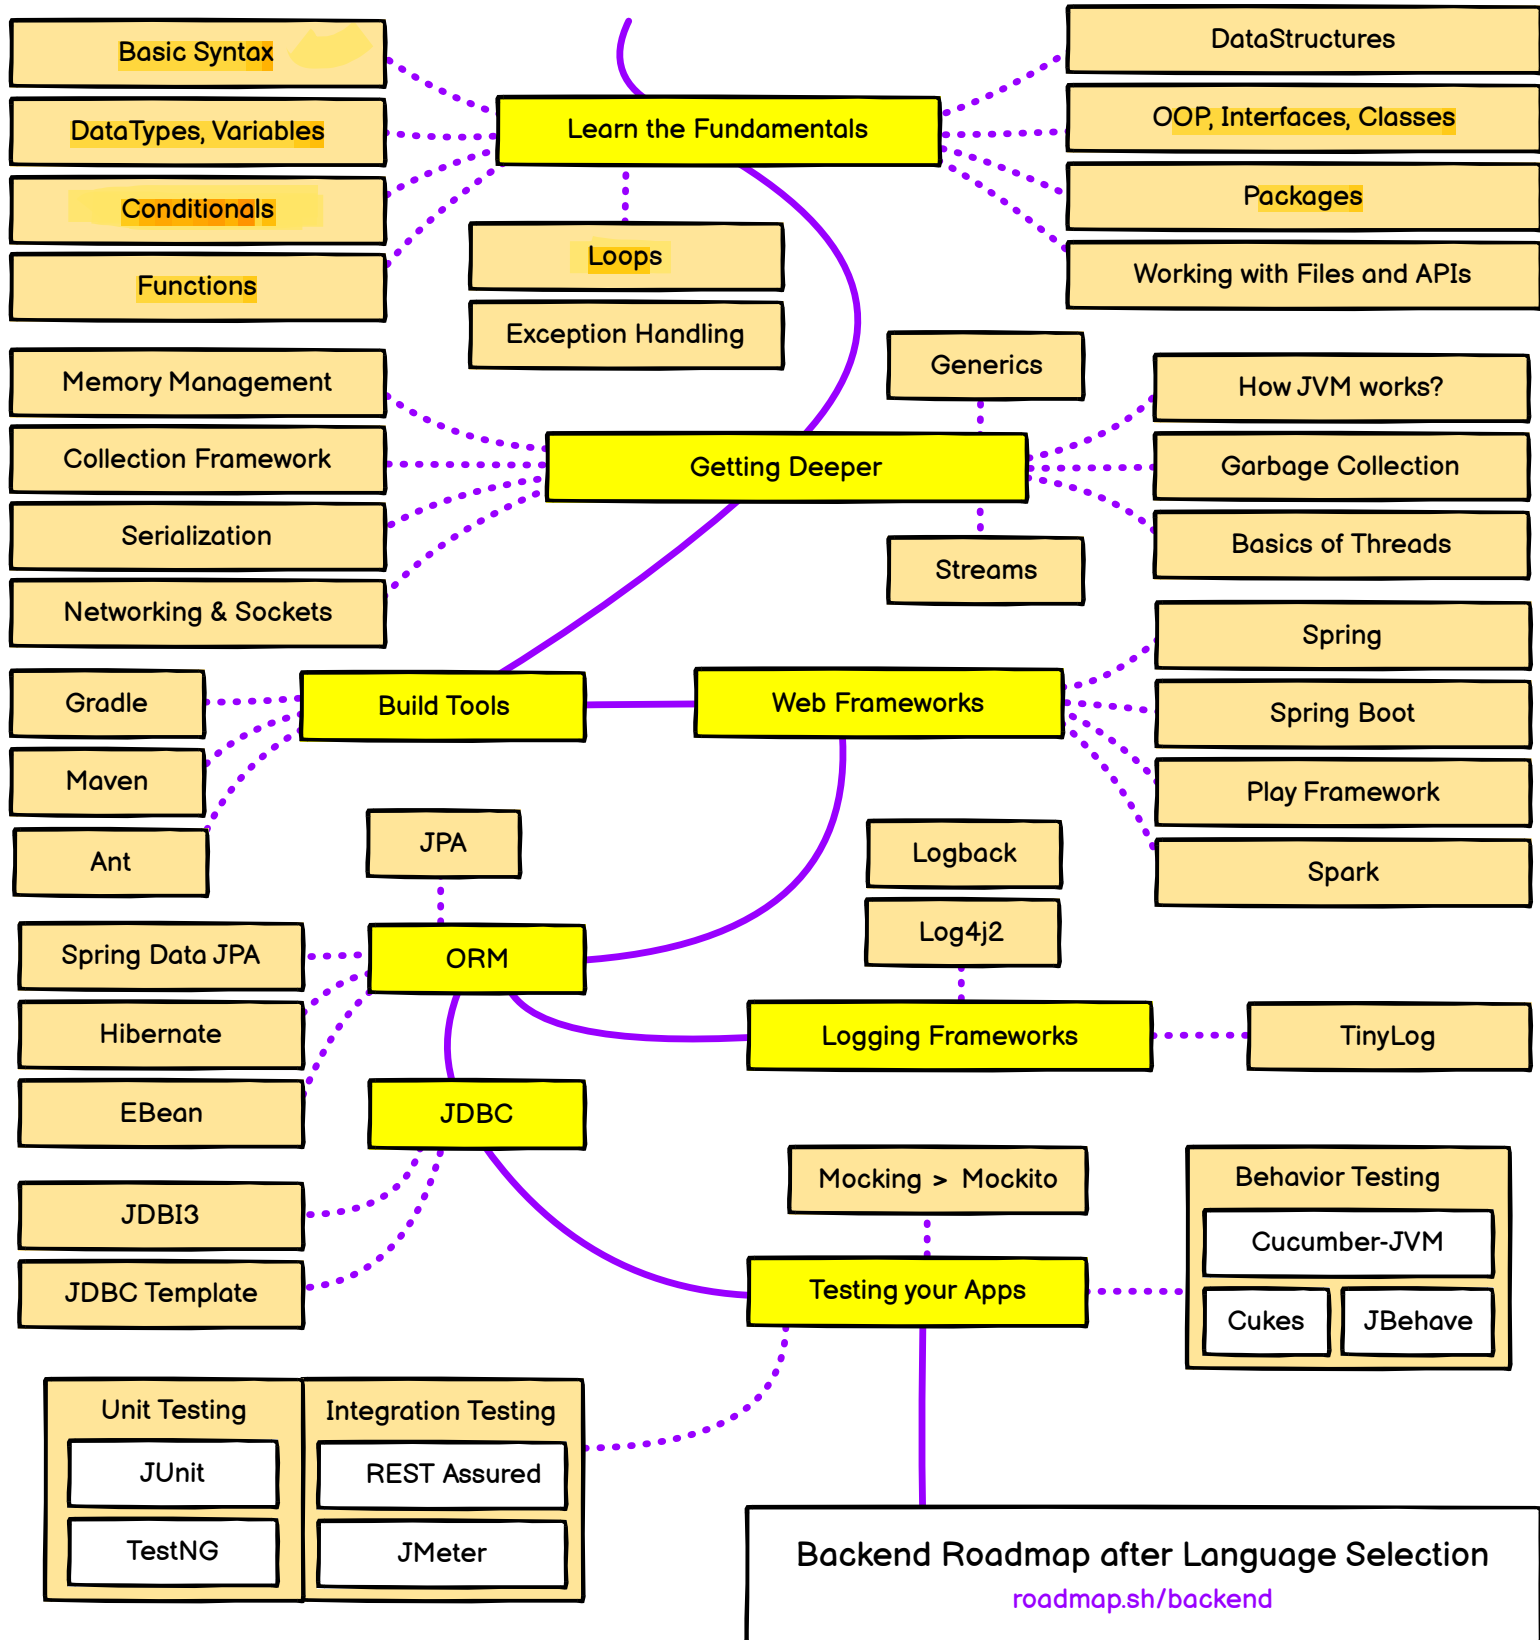 Basic Syntax
DataTypes, Variables
Conditionals
Functions
Learn the Fundamentals
Loops
Exception Handling
DataStructures
OOP, Interfaces, Classes
Packages
Working with Files and APIs
Memory Management
Collection Framework
Serialization
Networking & Sockets
Generics
Getting Deeper
Streams
How JVM works?
Garbage Collection
Basics of Threads
Gradle
Maven
Ant
Build Tools
Web Frameworks
Spring
Spring Boot
Play Framework
Spark
JPA
Spring Data JPA
Hibernate
EBean
ORM
Logback
Log4j2
Logging Frameworks
TinyLog
JDBC
JDBI3
JDBC Template
Mocking > Mockito
Testing your Apps
Behavior Testing
Cucumber-JVM
Cukes
JBehave
Unit Testing
JUnit
TestNG
Integration Testing
REST Assured
JMeter
Backend Roadmap after Language Selection
roadmap.sh/backend